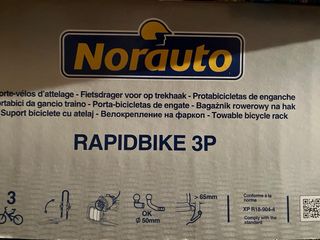 Norauto
orte-vélos d'attelage - Fietsdrager voor op trekhaak - Protabicicletas de enganche
ortabici da gancio traino - Porta-bicicletas de engate - Bagażnik rowerowy na hak
Suport biciclete cu atelaj - Велокрепление на фаркоп - Towable bicycle rack
RAPIDBIKE 3P
3
OK
Ø 50mm
> 65mm
Conforme à la
norme
XP R18-904-4
Comply with the
standard